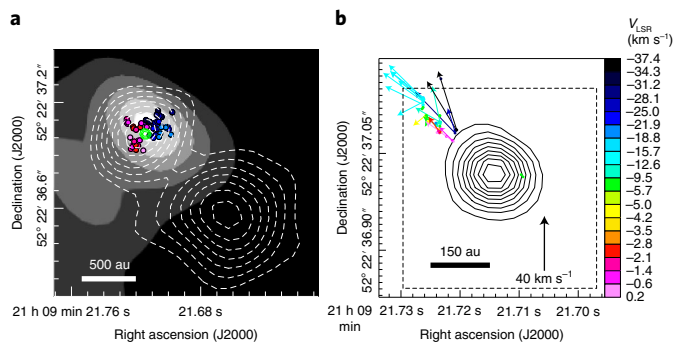 a
b
52° 22′ 37.2″
52° 22′ 36.6″
Declination (J2000)
500 au
21 h 09 min 21.76 s
21.68 s
Right ascension (J2000)
52° 22′ 37.05″
52° 22′ 36.90″
Declination (J2000)
150 au
40 km s⁻¹
21 h 09 min
21.73 s
21.72 s
21.71 s
21.70 s
Right ascension (J2000)
V LSR
(km s⁻¹)
−37.4
−34.3
−31.2
−28.1
−25.0
−21.9
−18.8
−15.7
−12.6
−9.5
−5.7
−5.0
−4.2
−3.5
−2.8
−2.1
−1.4
−0.6
0.2